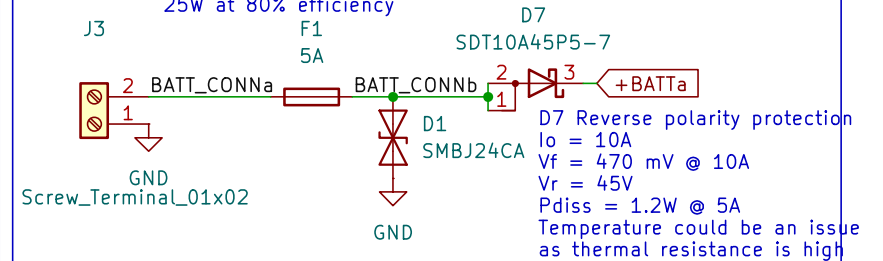 25W at 80% efficiency
J3
F1
5A
D7
SDT10A45P5-7
2
BATT_CONNa
BATT_CONNb
2
3
+BATTa
1
1
D1
SMBJ24CA
GND
Screw_Terminal_01x02
GND
D7 Reverse polarity protection
Io = 10A
Vf = 470 mV @ 10A
Vr = 45V
Pdiss = 1.2W @ 5A
Temperature could be an issue
as thermal resistance is high